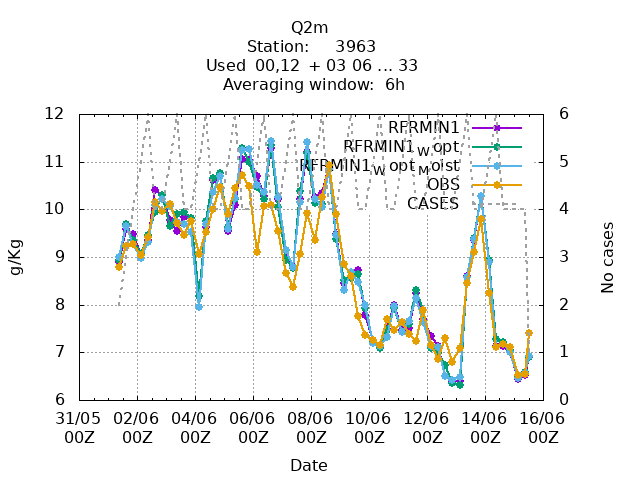 Q2m
Station: 3963
Used 00,12 + 03 06 ... 33
Averaging window: 6h
12 6
RFRMIN1
RFRMIN1W opt
11 5
RFRMIN1W optMoist
OBS
CASES
10 4
9 3
8 2
7 1
6 0
g/Kg
No cases
31/05 02/06 04/06 06/06 08/06 10/06 12/06 14/06 16/06
00Z 00Z 00Z 00Z 00Z 00Z 00Z 00Z 00Z
Date